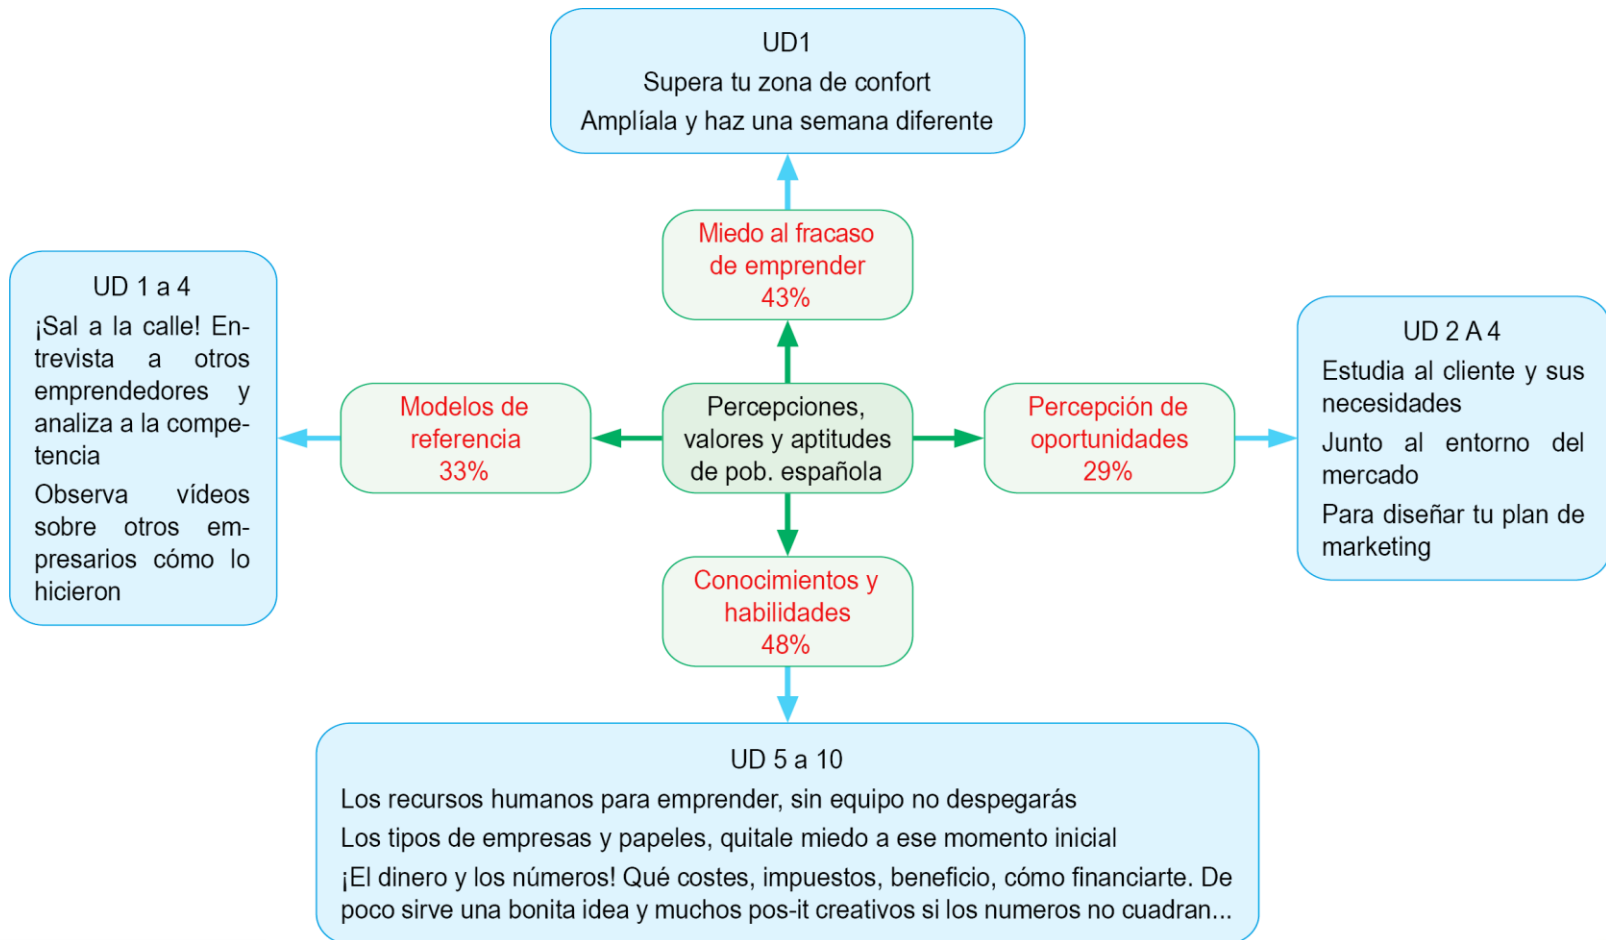 UD1
Supera tu zona de confort
Amplíala y haz una semana diferente
Miedo al fracaso
de emprender
43%
UD 1 a 4
¡Sal a la calle! En-
trevista a otros
emprendedores y
analiza a la compe-
tencia
Observa vídeos
sobre otros em-
presarios cómo lo
hicieron
Modelos de
referencia
33%
Percepciones,
valores y aptitudes
de pob. española
Percepción de
oportunidades
29%
UD 2 A 4
Estudia al cliente y sus
necesidades
Junto al entorno del
mercado
Para diseñar tu plan de
marketing
Conocimientos y
habilidades
48%
UD 5 a 10
Los recursos humanos para emprender, sin equipo no despegarás
Los tipos de empresas y papeles, quitale miedo a ese momento inicial
¡El dinero y los números! Qué costes, impuestos, beneficio, cómo financiarte. De
poco sirve una bonita idea y muchos pos-it creativos si los numeros no cuadran...